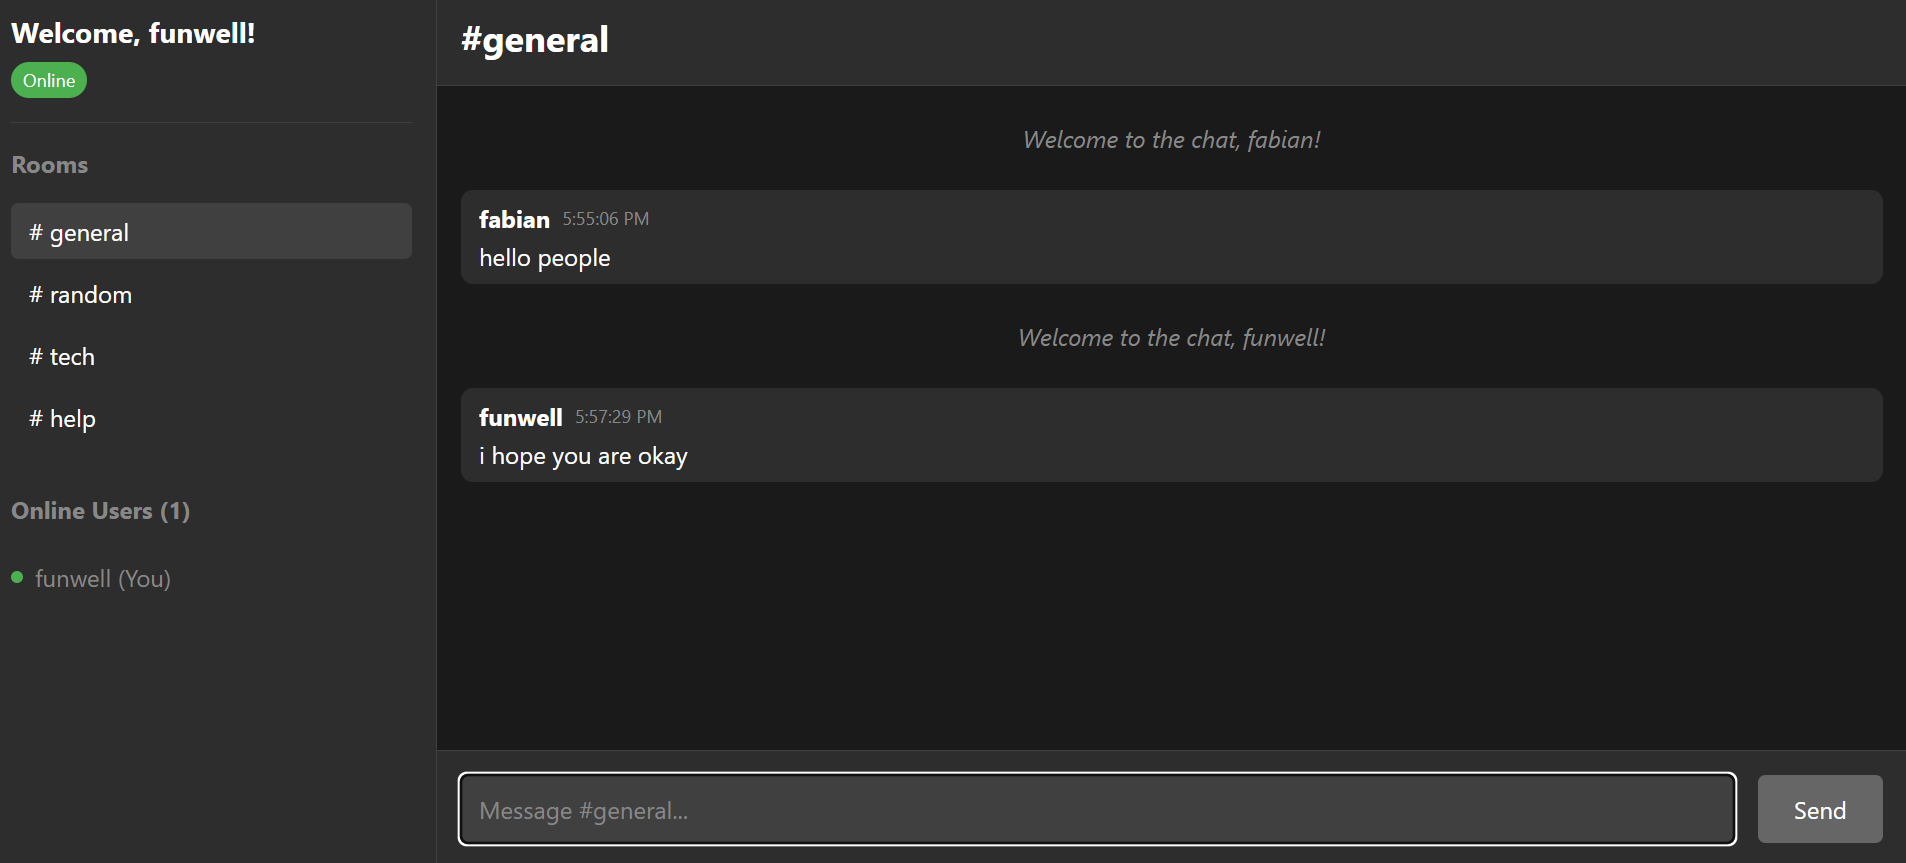 Welcome, funwell!
Online
Rooms
# general
# random
# tech
# help
Online Users (1)
funwell (You)
#general
Welcome to the chat, fabian!
fabian 5:55:06 PM
hello people
Welcome to the chat, funwell!
funwell 5:57:29 PM
i hope you are okay
Message #general...
Send